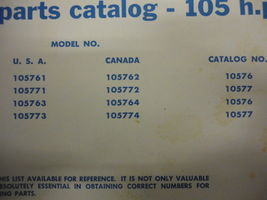 parts catalog - 105 h.p
MODEL NO.
U. S. A. CANADA CATALOG NO.
105761 105762 10576
105771 105772 10577
105763 105764 10576
105773 105774 10577
THIS LIST AVAILABLE FOR REFERENCE. IT IS NOT ONLY VALUABLE
ABSOLUTELY ESSENTIAL IN OBTAINING CORRECT NUMBERS FOR
ING PARTS.